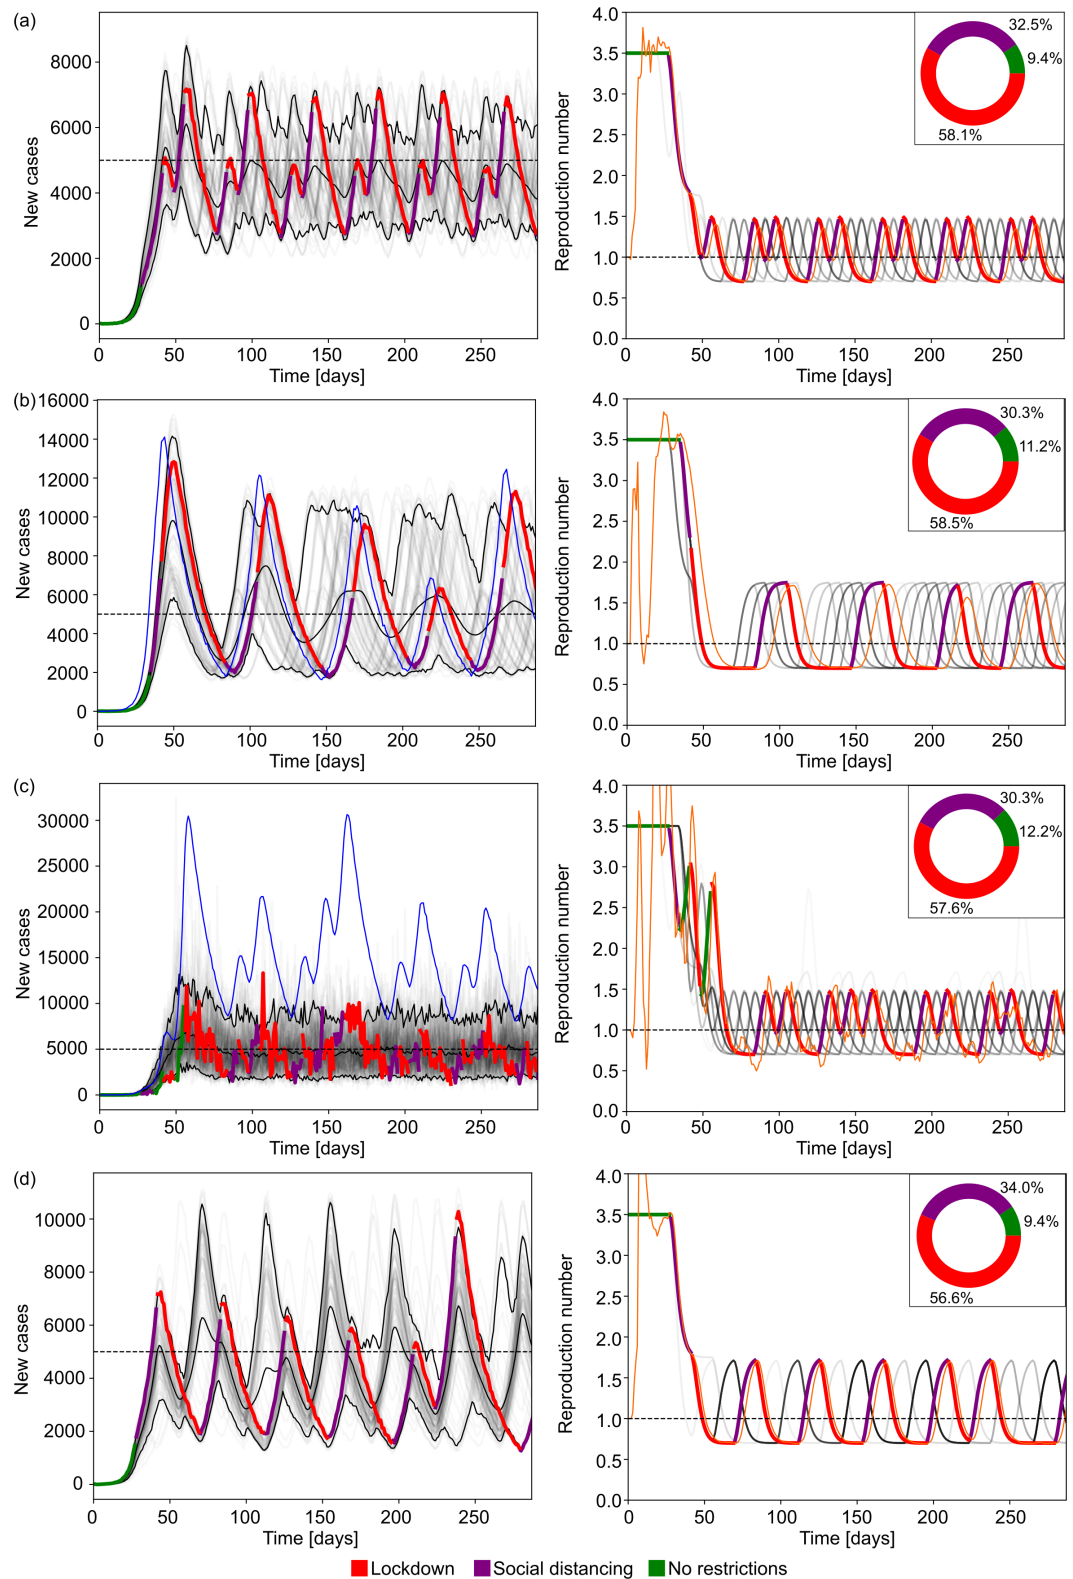 (a)
New cases
8000
6000
4000
2000
0
0 50 100 150 200 250
Time [days]
Reproduction number
4.0
3.5
3.0
2.5
2.0
1.5
1.0
0.5
0.0
0 50 100 150 200 250
Time [days]
32.5%
9.4%
58.1%
(b)
New cases
16000
14000
12000
10000
8000
6000
4000
2000
0
0 50 100 150 200 250
Time [days]
Reproduction number
4.0
3.5
3.0
2.5
2.0
1.5
1.0
0.5
0.0
0 50 100 150 200 250
Time [days]
30.3%
11.2%
58.5%
(c)
New cases
30000
25000
20000
15000
10000
5000
0
0 50 100 150 200 250
Time [days]
Reproduction number
4.0
3.5
3.0
2.5
2.0
1.5
1.0
0.5
0.0
0 50 100 150 200 250
Time [days]
30.3%
12.2%
57.6%
(d)
New cases
10000
8000
6000
4000
2000
0
0 50 100 150 200 250
Time [days]
Reproduction number
4.0
3.5
3.0
2.5
2.0
1.5
1.0
0.5
0.0
0 50 100 150 200 250
Time [days]
34.0%
9.4%
56.6%
Lockdown Social distancing No restrictions